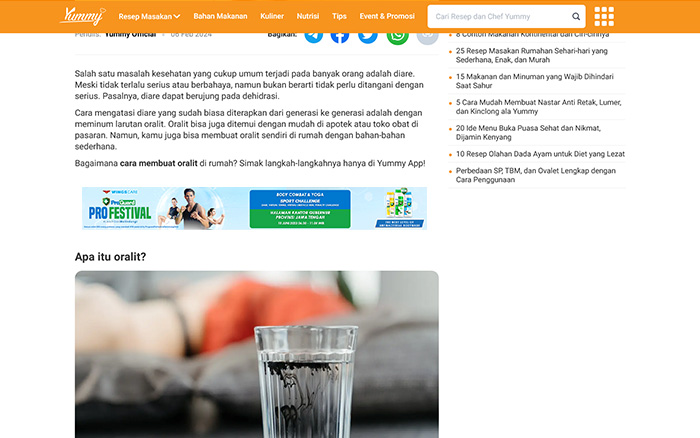 Yummy
Resep Masakan
Bahan Makanan
Kuliner
Nutrisi
Tips
Event & Promosi
Cari Resep dan Chef Yummy
Penulis: Yummy Official • 06 Feb 2024
Bagikan:
Salah satu masalah kesehatan yang cukup umum terjadi pada banyak orang adalah diare.
Meski tidak terlalu serius atau berbahaya, namun bukan berarti tidak perlu ditangani dengan
serius. Pasalnya, diare dapat berujung pada dehidrasi.
Cara mengatasi diare yang sudah biasa diterapkan dari generasi ke generasi adalah dengan
meminum larutan oralit. Oralit bisa juga ditemui dengan mudah di apotek atau toko obat di
pasaran. Namun, kamu juga bisa membuat oralit sendiri di rumah dengan bahan-bahan
sederhana.
Bagaimana cara membuat oralit di rumah? Simak langkah-langkahnya hanya di Yummy App!
PRO FESTIVAL
BODY COMBAT & YOGA
SPORT CHALLENGE
HALAMAN KANTOR GUBERNUR
PROVINSI JAWA TENGAH
Apa itu oralit?
8 Contoh Makanan Kontinental dan Ciri-cirinya
25 Resep Masakan Rumahan Sehari-hari yang
Sederhana, Enak, dan Murah
15 Makanan dan Minuman yang Wajib Dihindari
Saat Sahur
5 Cara Mudah Membuat Nastar Anti Retak, Lumer,
dan Kinclong ala Yummy
20 Ide Menu Buka Puasa Sehat dan Nikmat,
Dijamin Kenyang
10 Resep Olahan Dada Ayam untuk Diet yang Lezat
Perbedaan SP, TBM, dan Ovalet Lengkap dengan
Cara Penggunaan